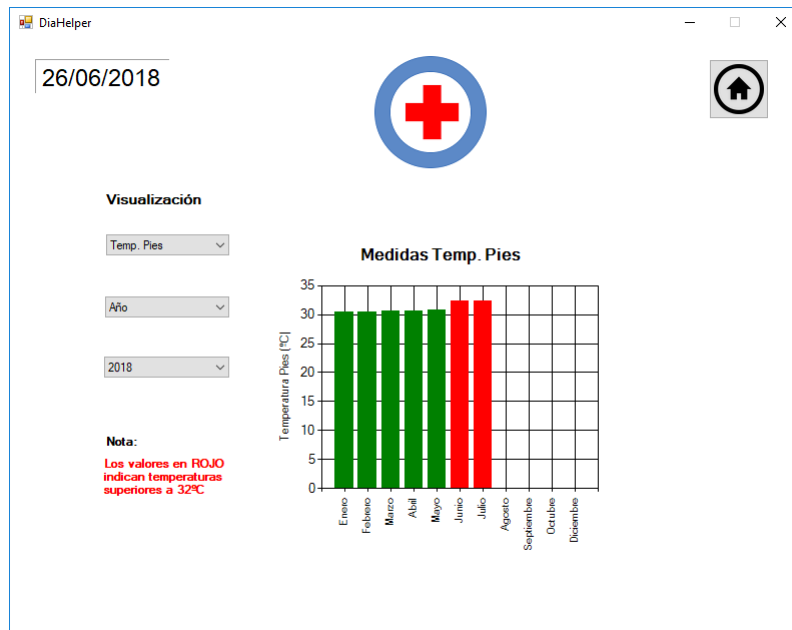 DiaHelper
26/06/2018
Visualización
Temp. Pies
Año
2018
Nota:
Los valores en ROJO
indican temperaturas
superiores a 32ºC
Medidas Temp. Pies
Temperatura Pies [ºC]
35
30
25
20
15
10
5
0
Enero
Febrero
Marzo
Abril
Mayo
Junio
Julio
Agosto
Septiembre
Octubre
Diciembre